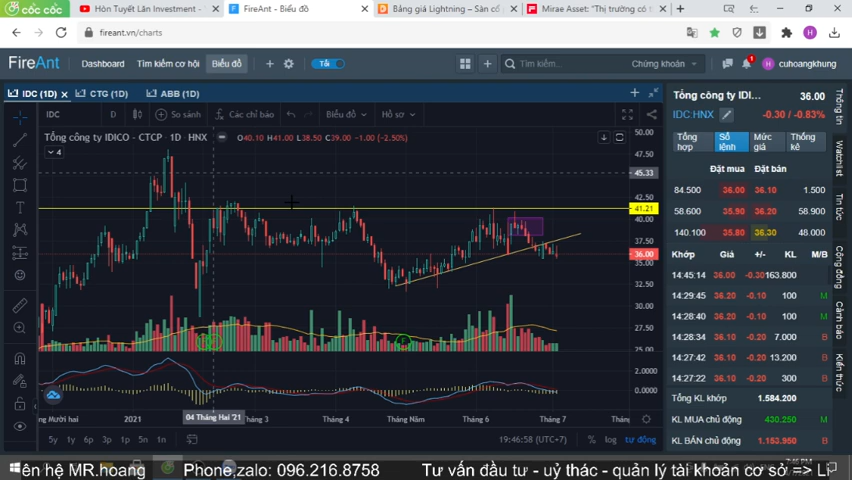 cốc cốc
Hòn Tuyết Lăn Investment -
FireAnt - Biểu đồ
Bảng giá Lightning – Sàn cổ
Mirae Asset: "Thị trường có t
fireant.vn/charts
FireAnt
Dashboard
Tìm kiếm cơ hội
Biểu đồ
Tối
Tìm kiếm...
Chứng khoán
cuhoangkhung
IDC (1D)
CTG (1D)
ABB (1D)
IDC
D
So sánh
Các chỉ báo
Biểu đồ
Hồ sơ
Tổng công ty IDICO - CTCP · 1D · HNX
O40.10 H41.00 L38.50 C39.00 -1.00 (-2.50%)
4
50.00
47.50
45.33
42.50
41.21
40.00
37.50
36.00
35.00
32.50
30.00
27.50
25.00
2.0000
0.0000
Mười hai
2021
04 Tháng Hai '21
Tháng 3
Tháng 4
Tháng Năm
Tháng 6
Tháng 7
5y
1y
6p
3p
1p
5n
1n
19:46:58 (UTC+7)
%
log
tự động
Tổng công ty IDI...
36.00
IDC:HNX
-0.30 / -0.83%
Tổng hợp
Sổ lệnh
Mức giá
Thống kê
Đặt mua
Đặt bán
84.500 36.00 36.10 1.500
58.600 35.90 36.20 58.900
140.100 35.80 36.30 48.000
Khớp Giá +/- KL M/B
14:45:14 36.00 -0.30 163.800
14:29:45 36.20 -0.10 100 M
14:28:40 36.20 -0.10 100 M
14:28:34 36.20 -0.10 7.000 B
14:27:42 36.20 -0.10 13.200 B
14:27:22 36.20 -0.10 300 B
Tổng KL khớp 1.584.200
KL MUA chủ động 430.250 M
KL BÁN chủ động 1.153.950 B
Thông tin
Watchlist
Cộng đồng
Cảnh báo
Kiến thức
ên hệ MR.hoang Phone,zalo: 096.216.8758 Tư vấn đầu tư - uỷ thác - quản lý tài khoản cơ sở => Li